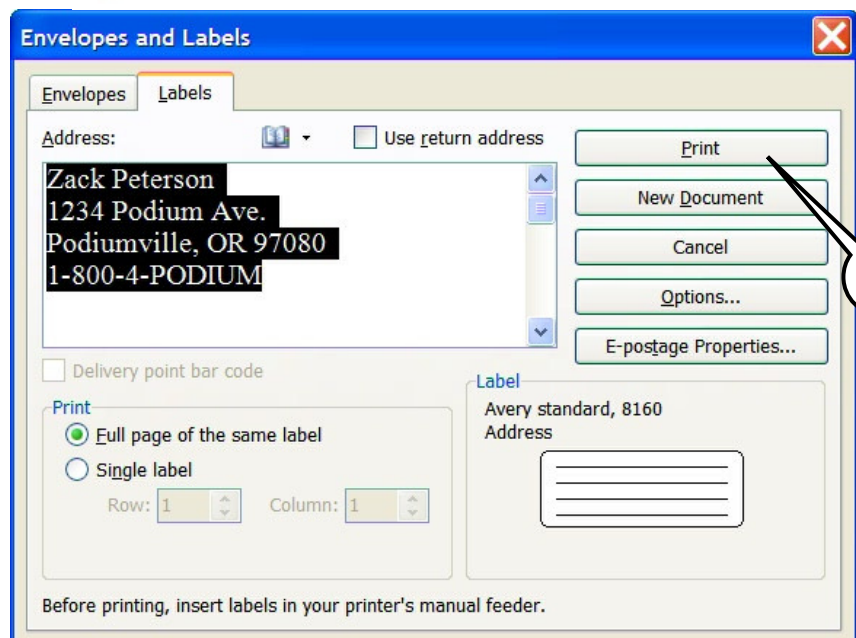 Envelopes and Labels
Envelopes Labels
Address: Use return address
Zack Peterson
1234 Podium Ave.
Podiumville, OR 97080
1-800-4-PODIUM
Print
New Document
Cancel
Options...
E-postage Properties...
Delivery point bar code
Print
Full page of the same label
Single label
Row: 1 Column: 1
Label
Avery standard, 8160
Address
Before printing, insert labels in your printer's manual feeder.